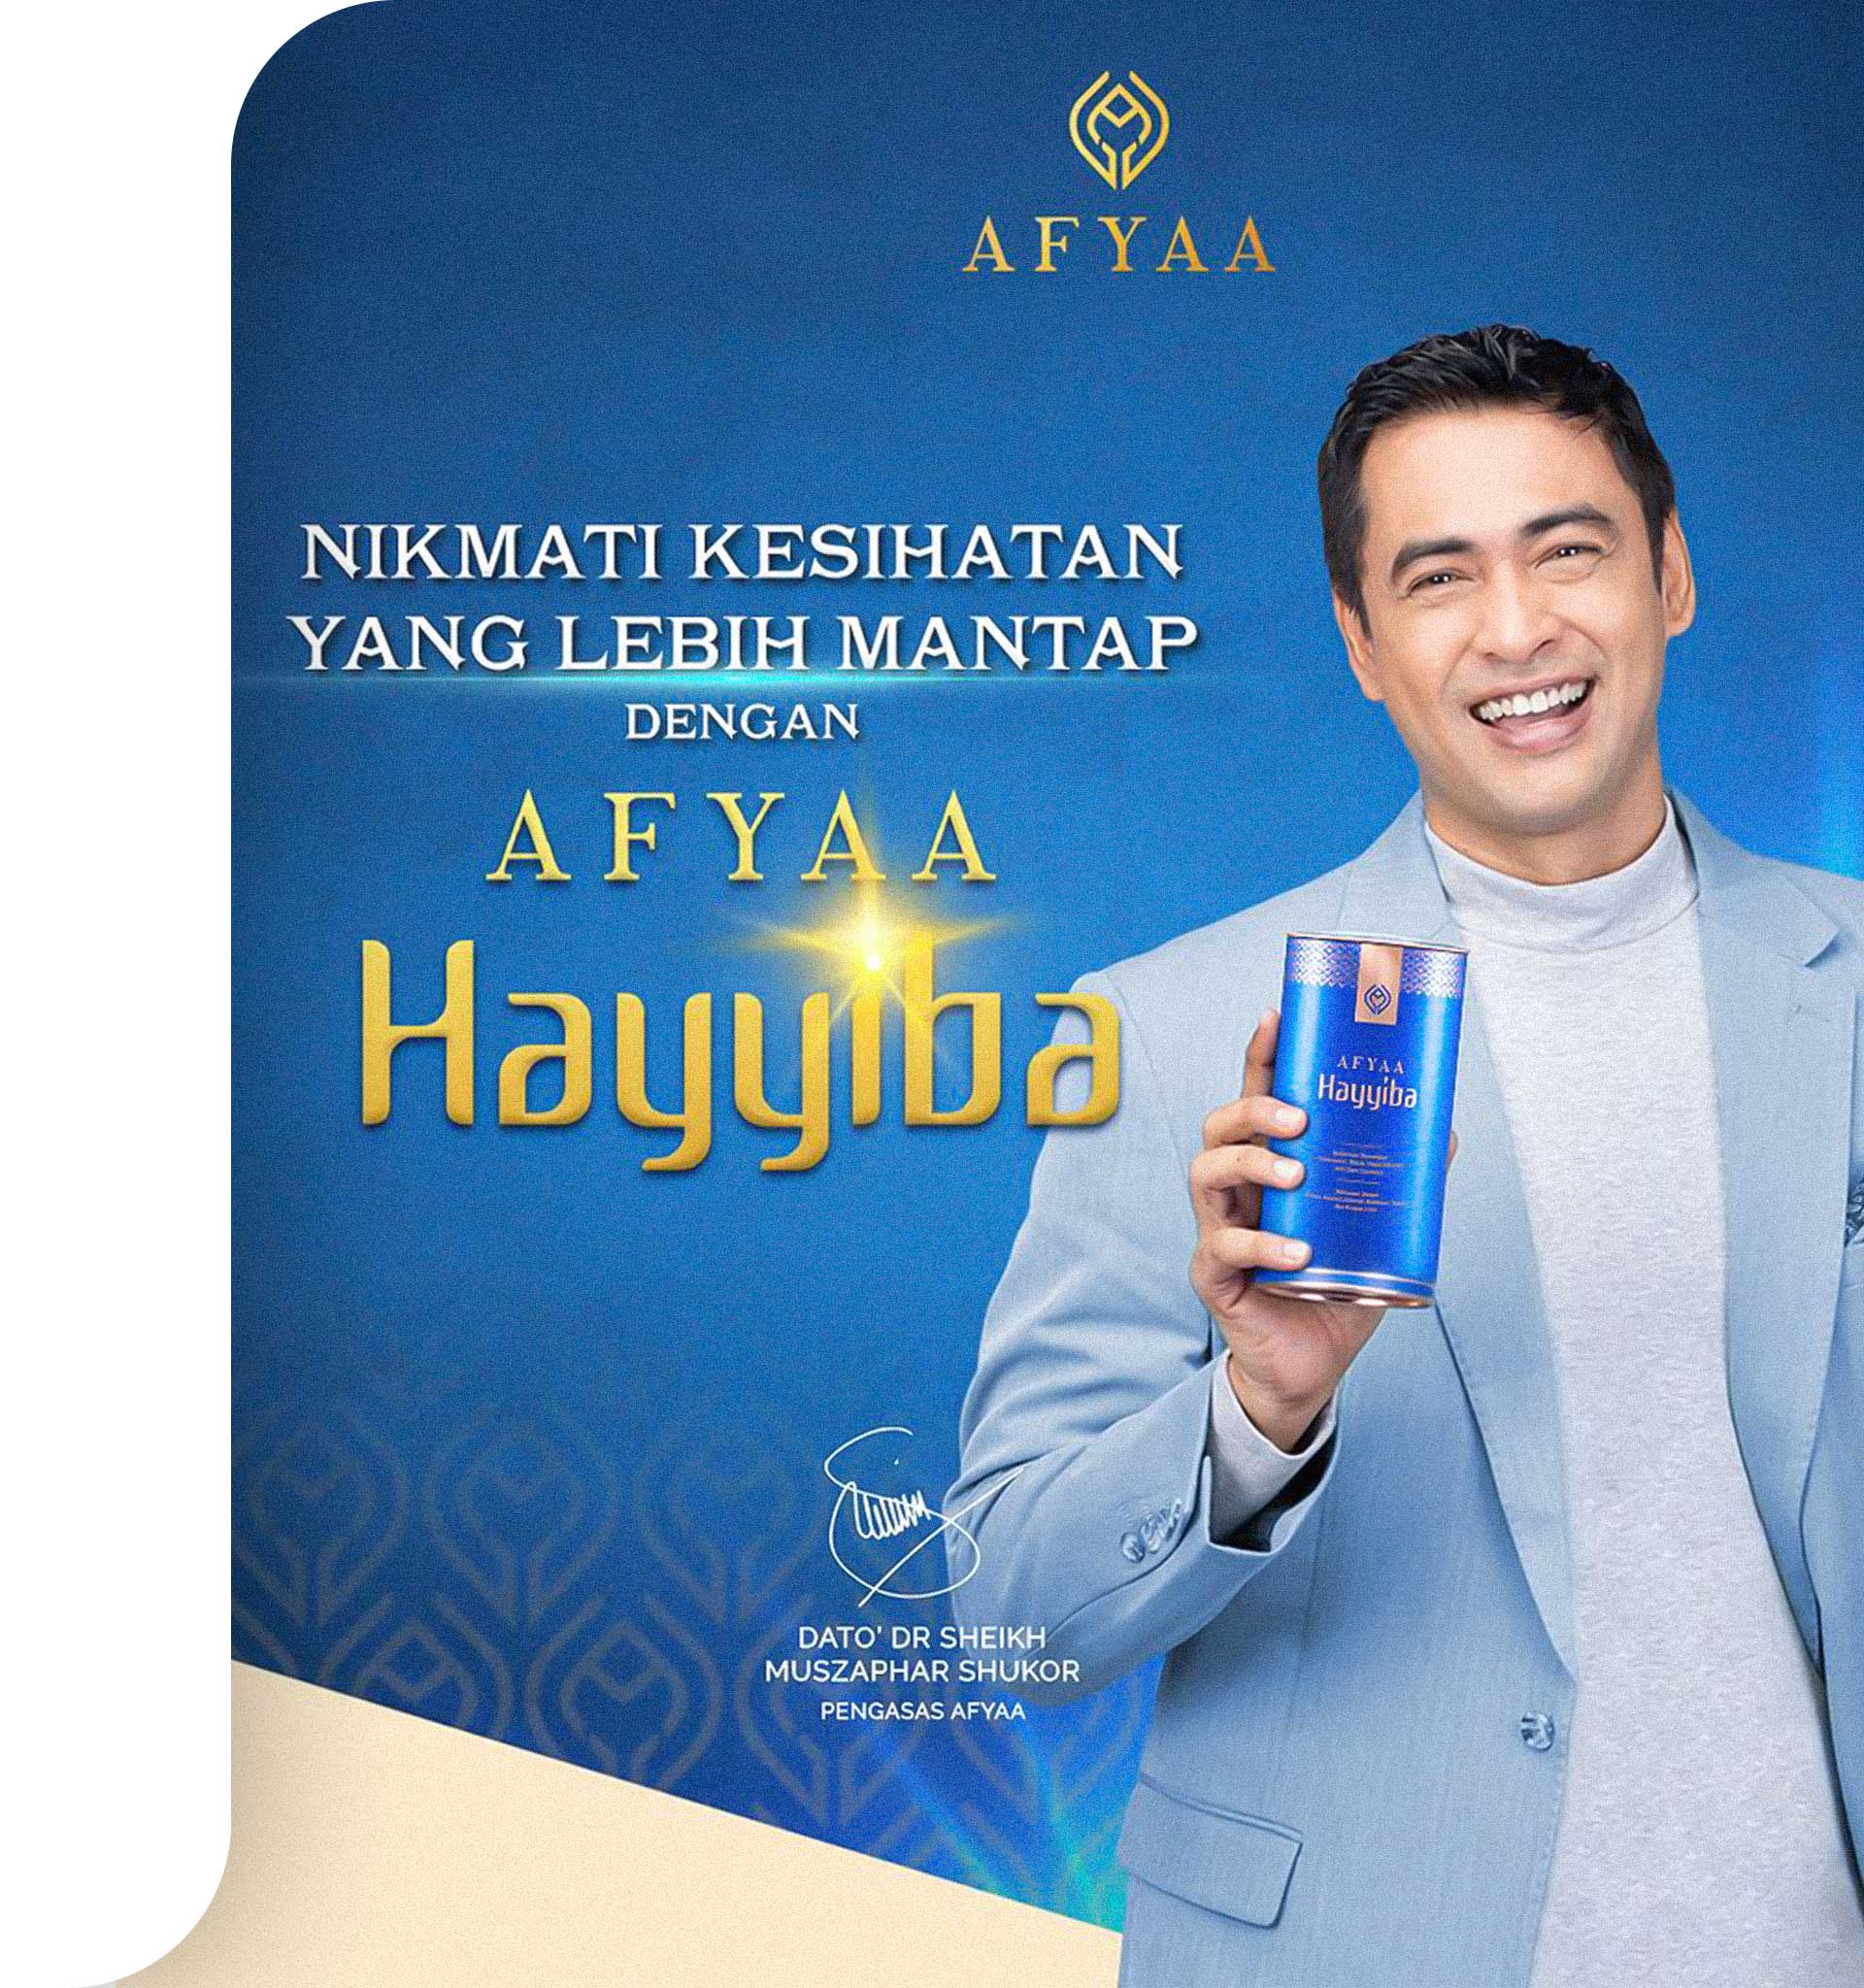 AFYAA
NIKMATI KESIHATAN
YANG LEBIH MANTAP
DENGAN
AFYAA
Hayyiba
AFYAA
Hayyiba
DATO' DR SHEIKH
MUSZAPHAR SHUKOR
PENGASAS AFYAA